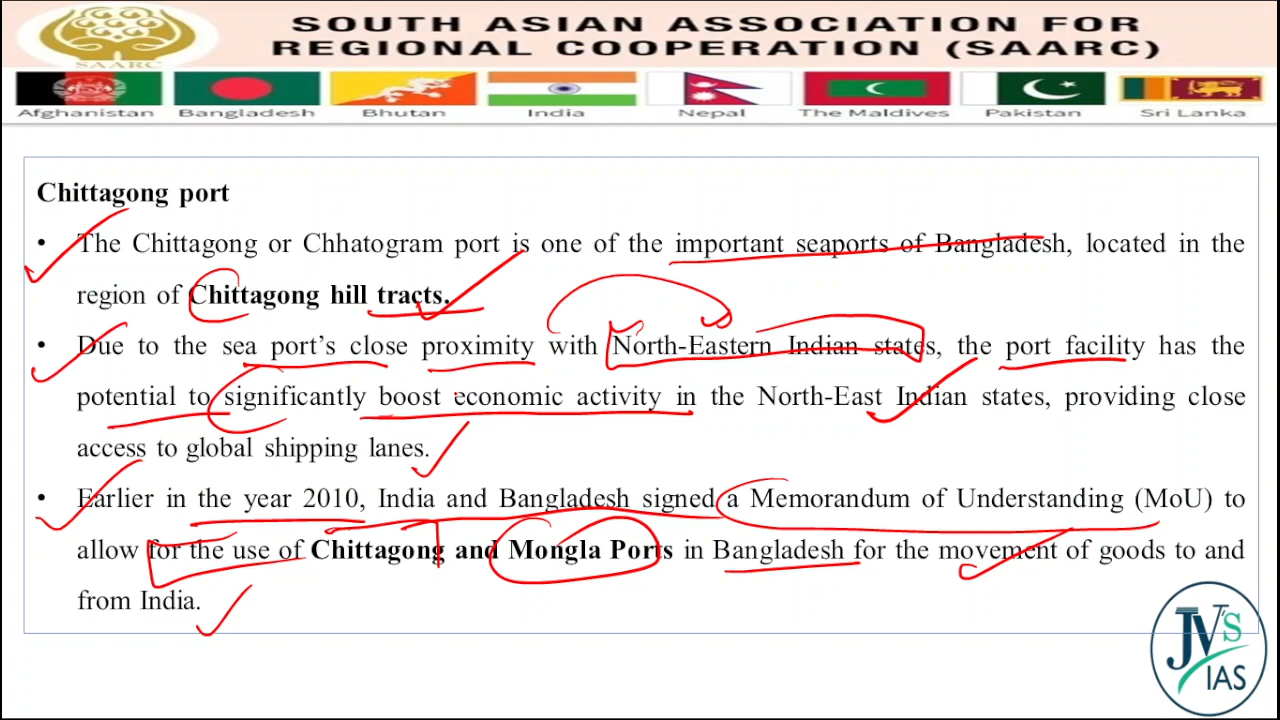 SOUTH ASIAN ASSOCIATION FOR
REGIONAL COOPERATION (SAARC)
SAARC
Afghanistan Bangladesh Bhutan India Nepal The Maldives Pakistan Sri Lanka
Chittagong port
• The Chittagong or Chhatogram port is one of the important seaports of Bangladesh, located in the
region of Chittagong hill tracts.
• Due to the sea port's close proximity with North-Eastern Indian states, the port facility has the
potential to significantly boost economic activity in the North-East Indian states, providing close
access to global shipping lanes.
• Earlier in the year 2010, India and Bangladesh signed a Memorandum of Understanding (MoU) to
allow for the use of Chittagong and Mongla Ports in Bangladesh for the movement of goods to and
from India.
JV'S
IAS